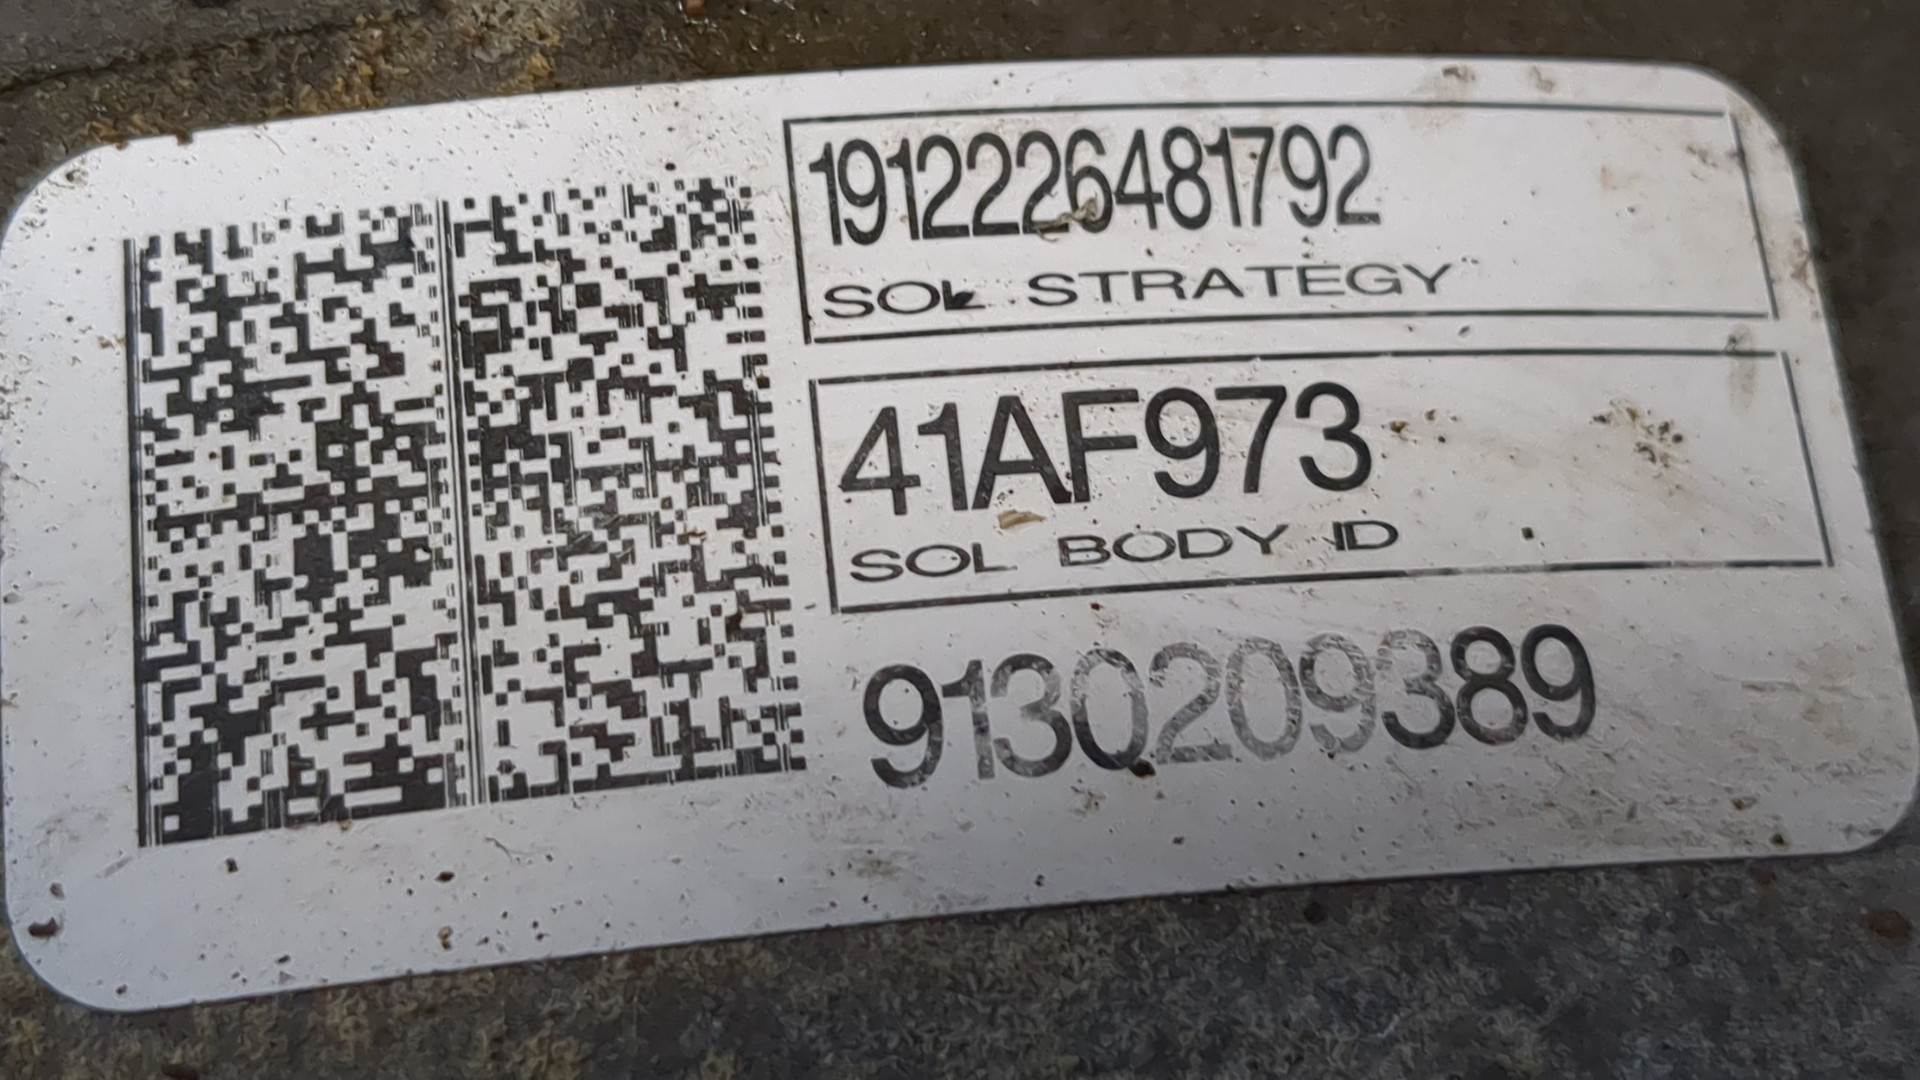 1912226481792
SOL STRATEGY
41AF973
SOL BODY ID
9130209389